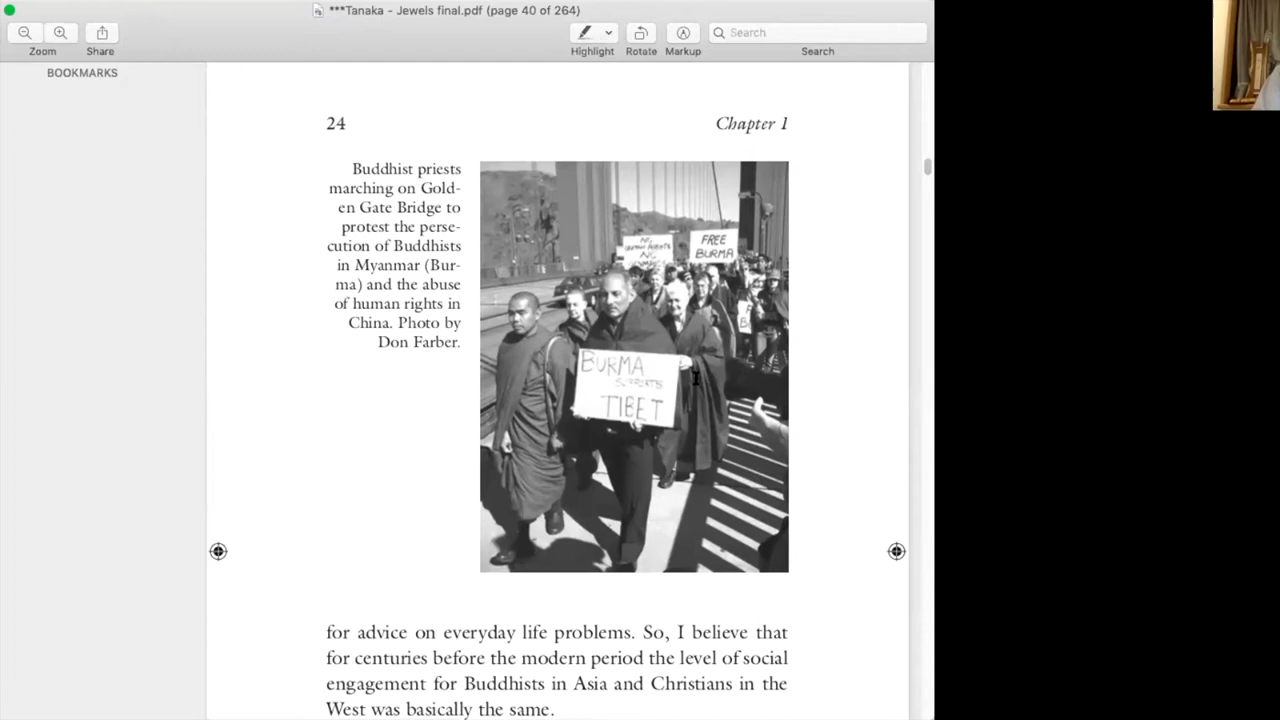 ***Tanaka - Jewels final.pdf (page 40 of 264)
Search
Zoom
Share
Highlight
Rotate
Markup
Search
BOOKMARKS
24
Chapter 1
Buddhist priests
marching on Gold-
en Gate Bridge to
protest the perse-
cution of Buddhists
in Myanmar (Bur-
ma) and the abuse
of human rights in
China. Photo by
Don Farber.
NO
HUMAN RIGHTS
NO
FREE
BURMA
BURMA
SUPPORTS
TIBET
for advice on everyday life problems. So, I believe that
for centuries before the modern period the level of social
engagement for Buddhists in Asia and Christians in the
West was basically the same.